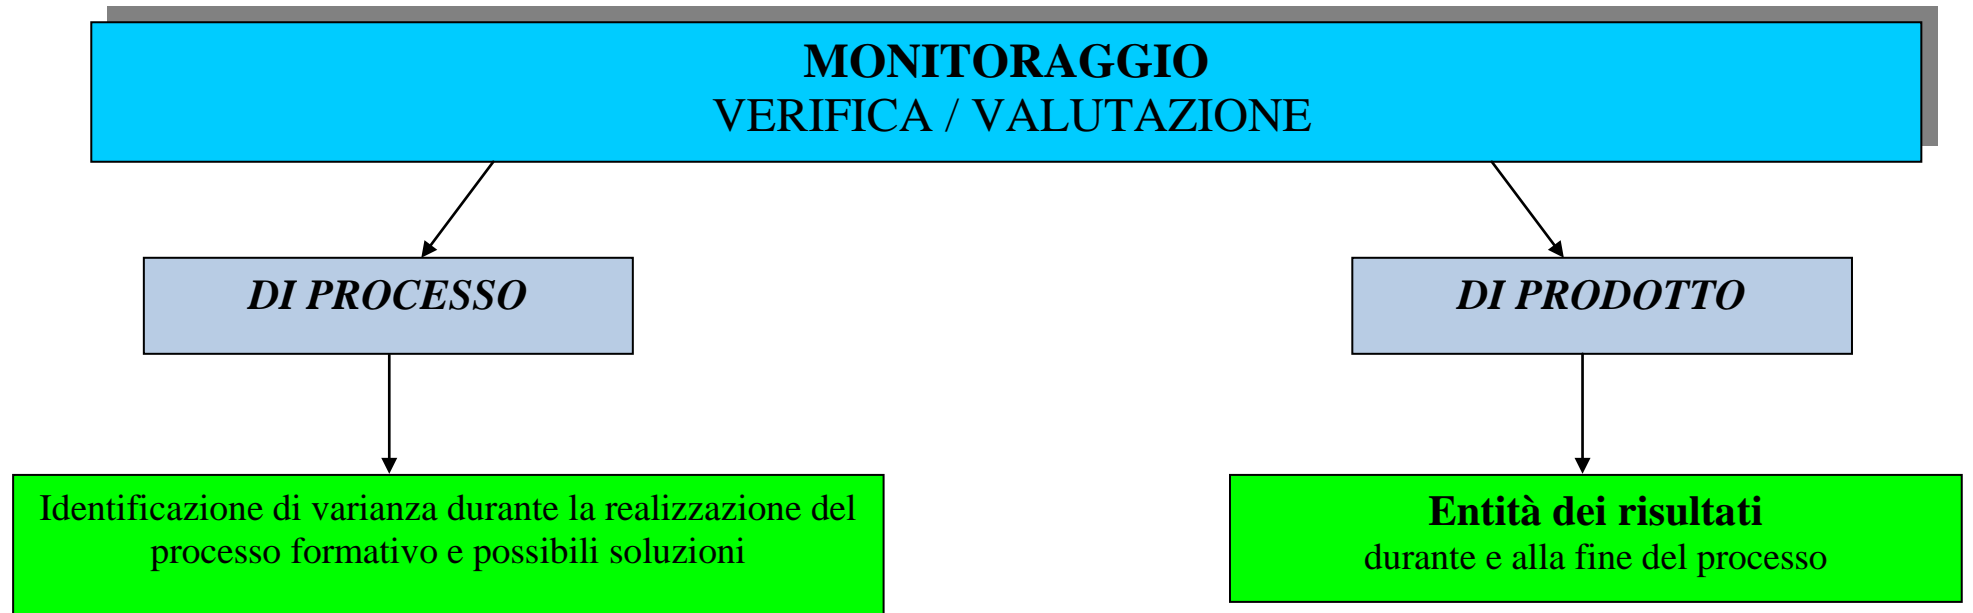 MONITORAGGIO
VERIFICA / VALUTAZIONE
DI PROCESSO
DI PRODOTTO
Identificazione di varianza durante la realizzazione del
processo formativo e possibili soluzioni
Entità dei risultati
durante e alla fine del processo